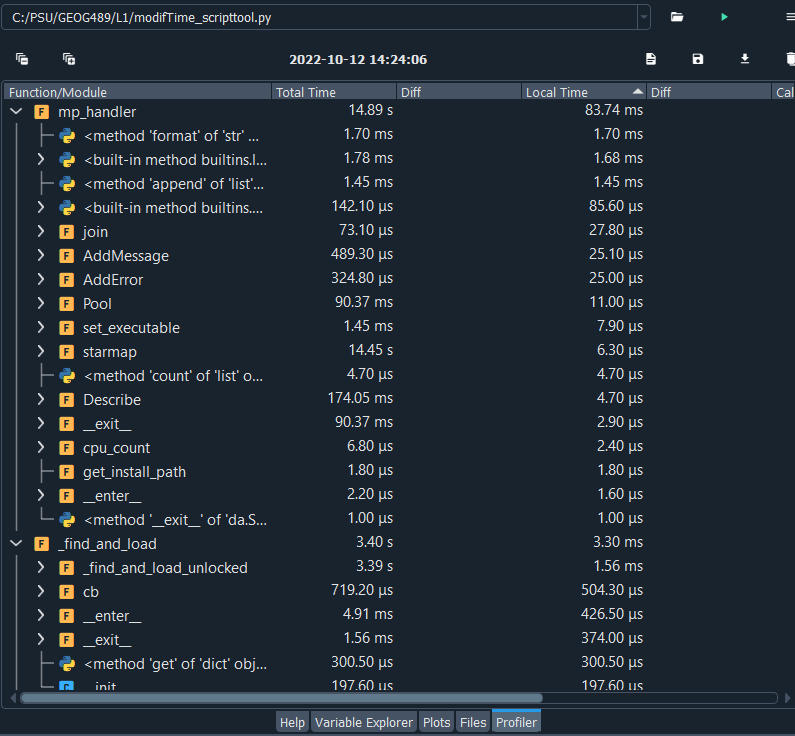 C:/PSU/GEOG489/L1/modifTime_scripttool.py
2022-10-12 14:24:06
Function/Module Total Time Diff Local Time Diff Cal
F mp_handler 14.89 s 83.74 ms
<method 'format' of 'str' ... 1.70 ms 1.70 ms
<built-in method builtins.l... 1.78 ms 1.68 ms
<method 'append' of 'list'... 1.45 ms 1.45 ms
<built-in method builtins.... 142.10 µs 85.60 µs
F join 73.10 µs 27.80 µs
F AddMessage 489.30 µs 25.10 µs
F AddError 324.80 µs 25.00 µs
F Pool 90.37 ms 11.00 µs
F set_executable 1.45 ms 7.90 µs
F starmap 14.45 s 6.30 µs
<method 'count' of 'list' o... 4.70 µs 4.70 µs
F Describe 174.05 ms 4.70 µs
F __exit__ 90.37 ms 2.90 µs
F cpu_count 6.80 µs 2.40 µs
F get_install_path 1.80 µs 1.80 µs
F __enter__ 2.20 µs 1.60 µs
<method '__exit__' of 'da.S... 1.00 µs 1.00 µs
F _find_and_load 3.40 s 3.30 ms
F _find_and_load_unlocked 3.39 s 1.56 ms
F cb 719.20 µs 504.30 µs
F __enter__ 4.91 ms 426.50 µs
F __exit__ 1.56 ms 374.00 µs
<method 'get' of 'dict' obj... 300.50 µs 300.50 µs
C __init__ 197.60 µs 197.60 µs
Help Variable Explorer Plots Files Profiler